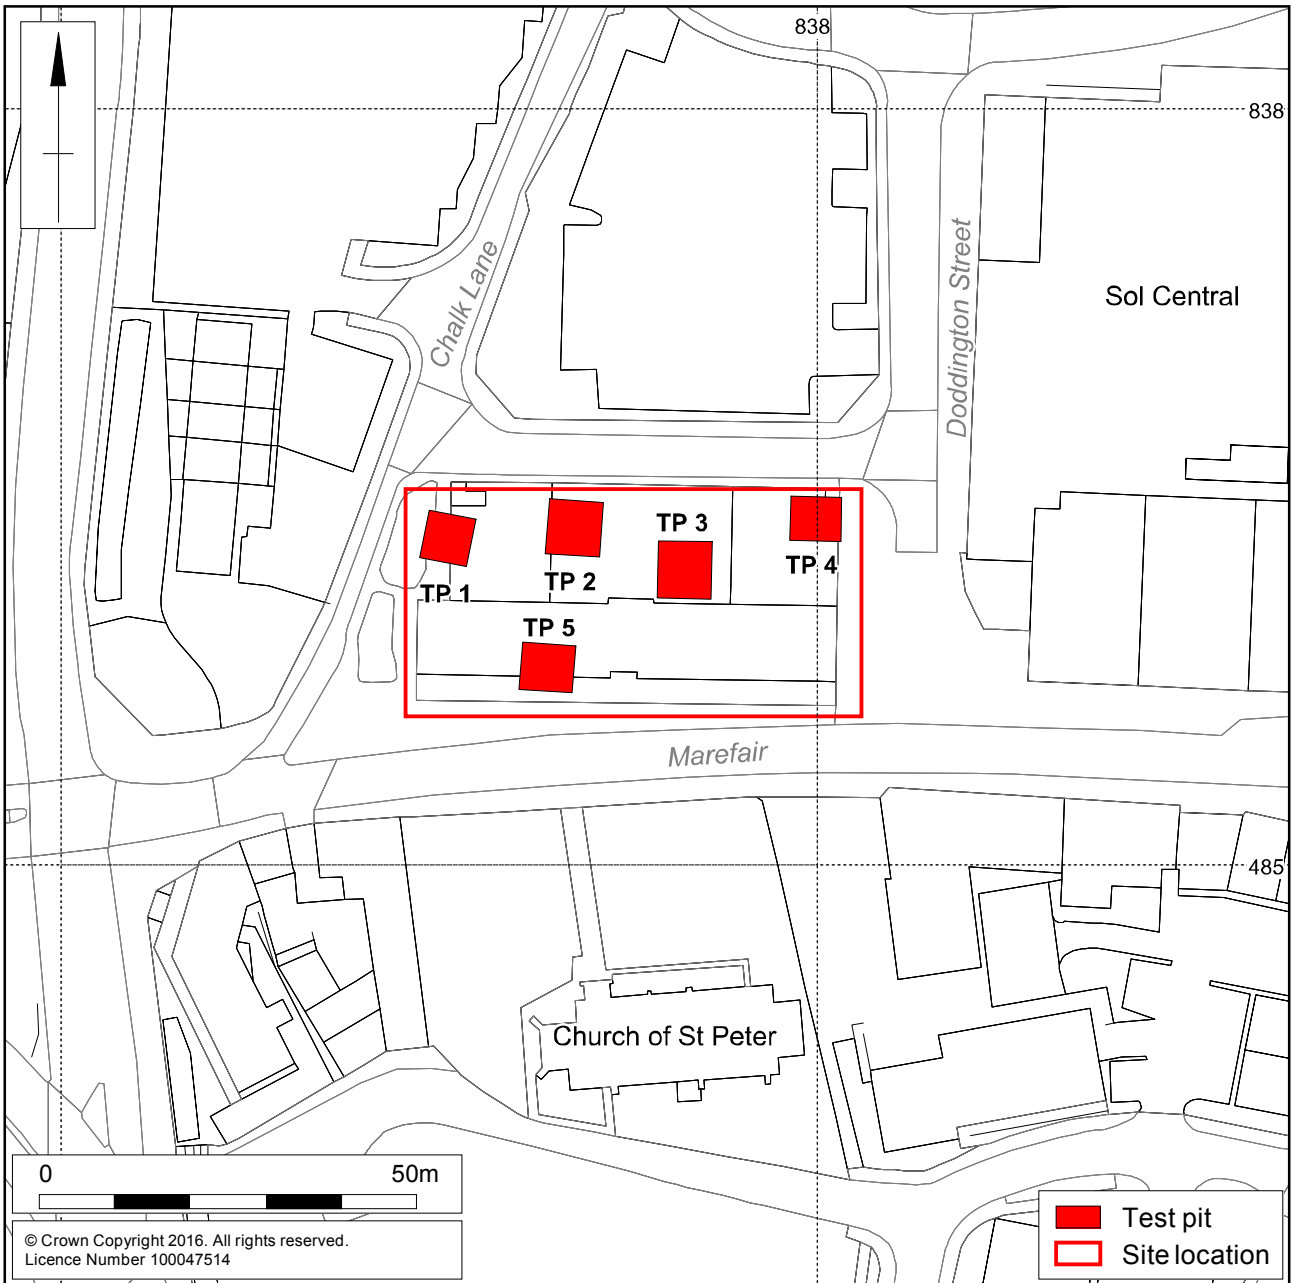 838
838
Chalk Lane
Doddington Street
Sol Central
TP 1
TP 2
TP 3
TP 4
TP 5
Marefair
485
Church of St Peter
0 50m
© Crown Copyright 2016. All rights reserved.
Licence Number 100047514
Test pit
Site location